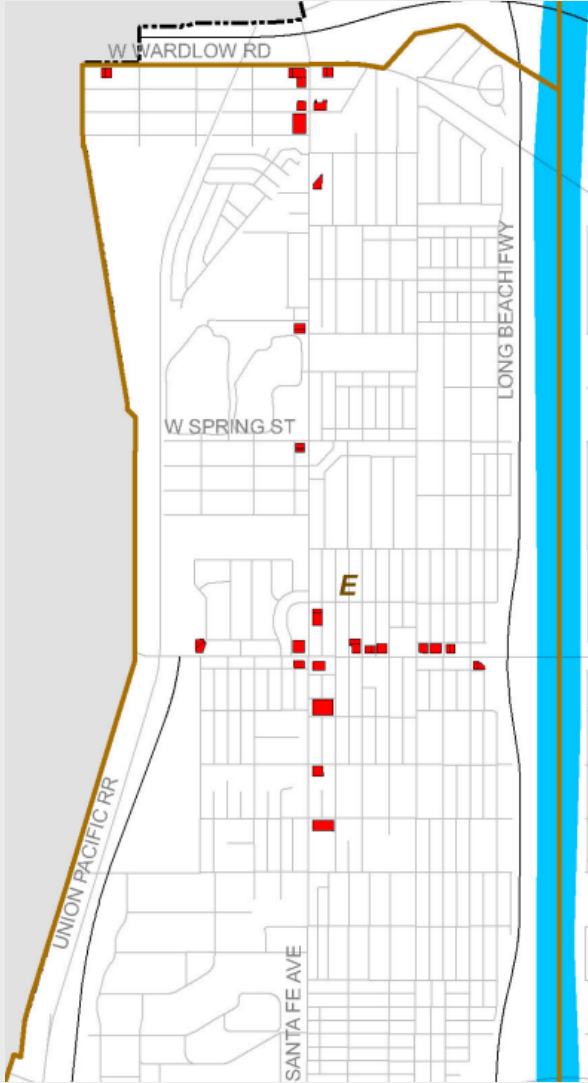 W WARDLOW RD
LONG BEACH FWY
W SPRING ST
E
UNION PACIFIC RR
SANTA FE AVE